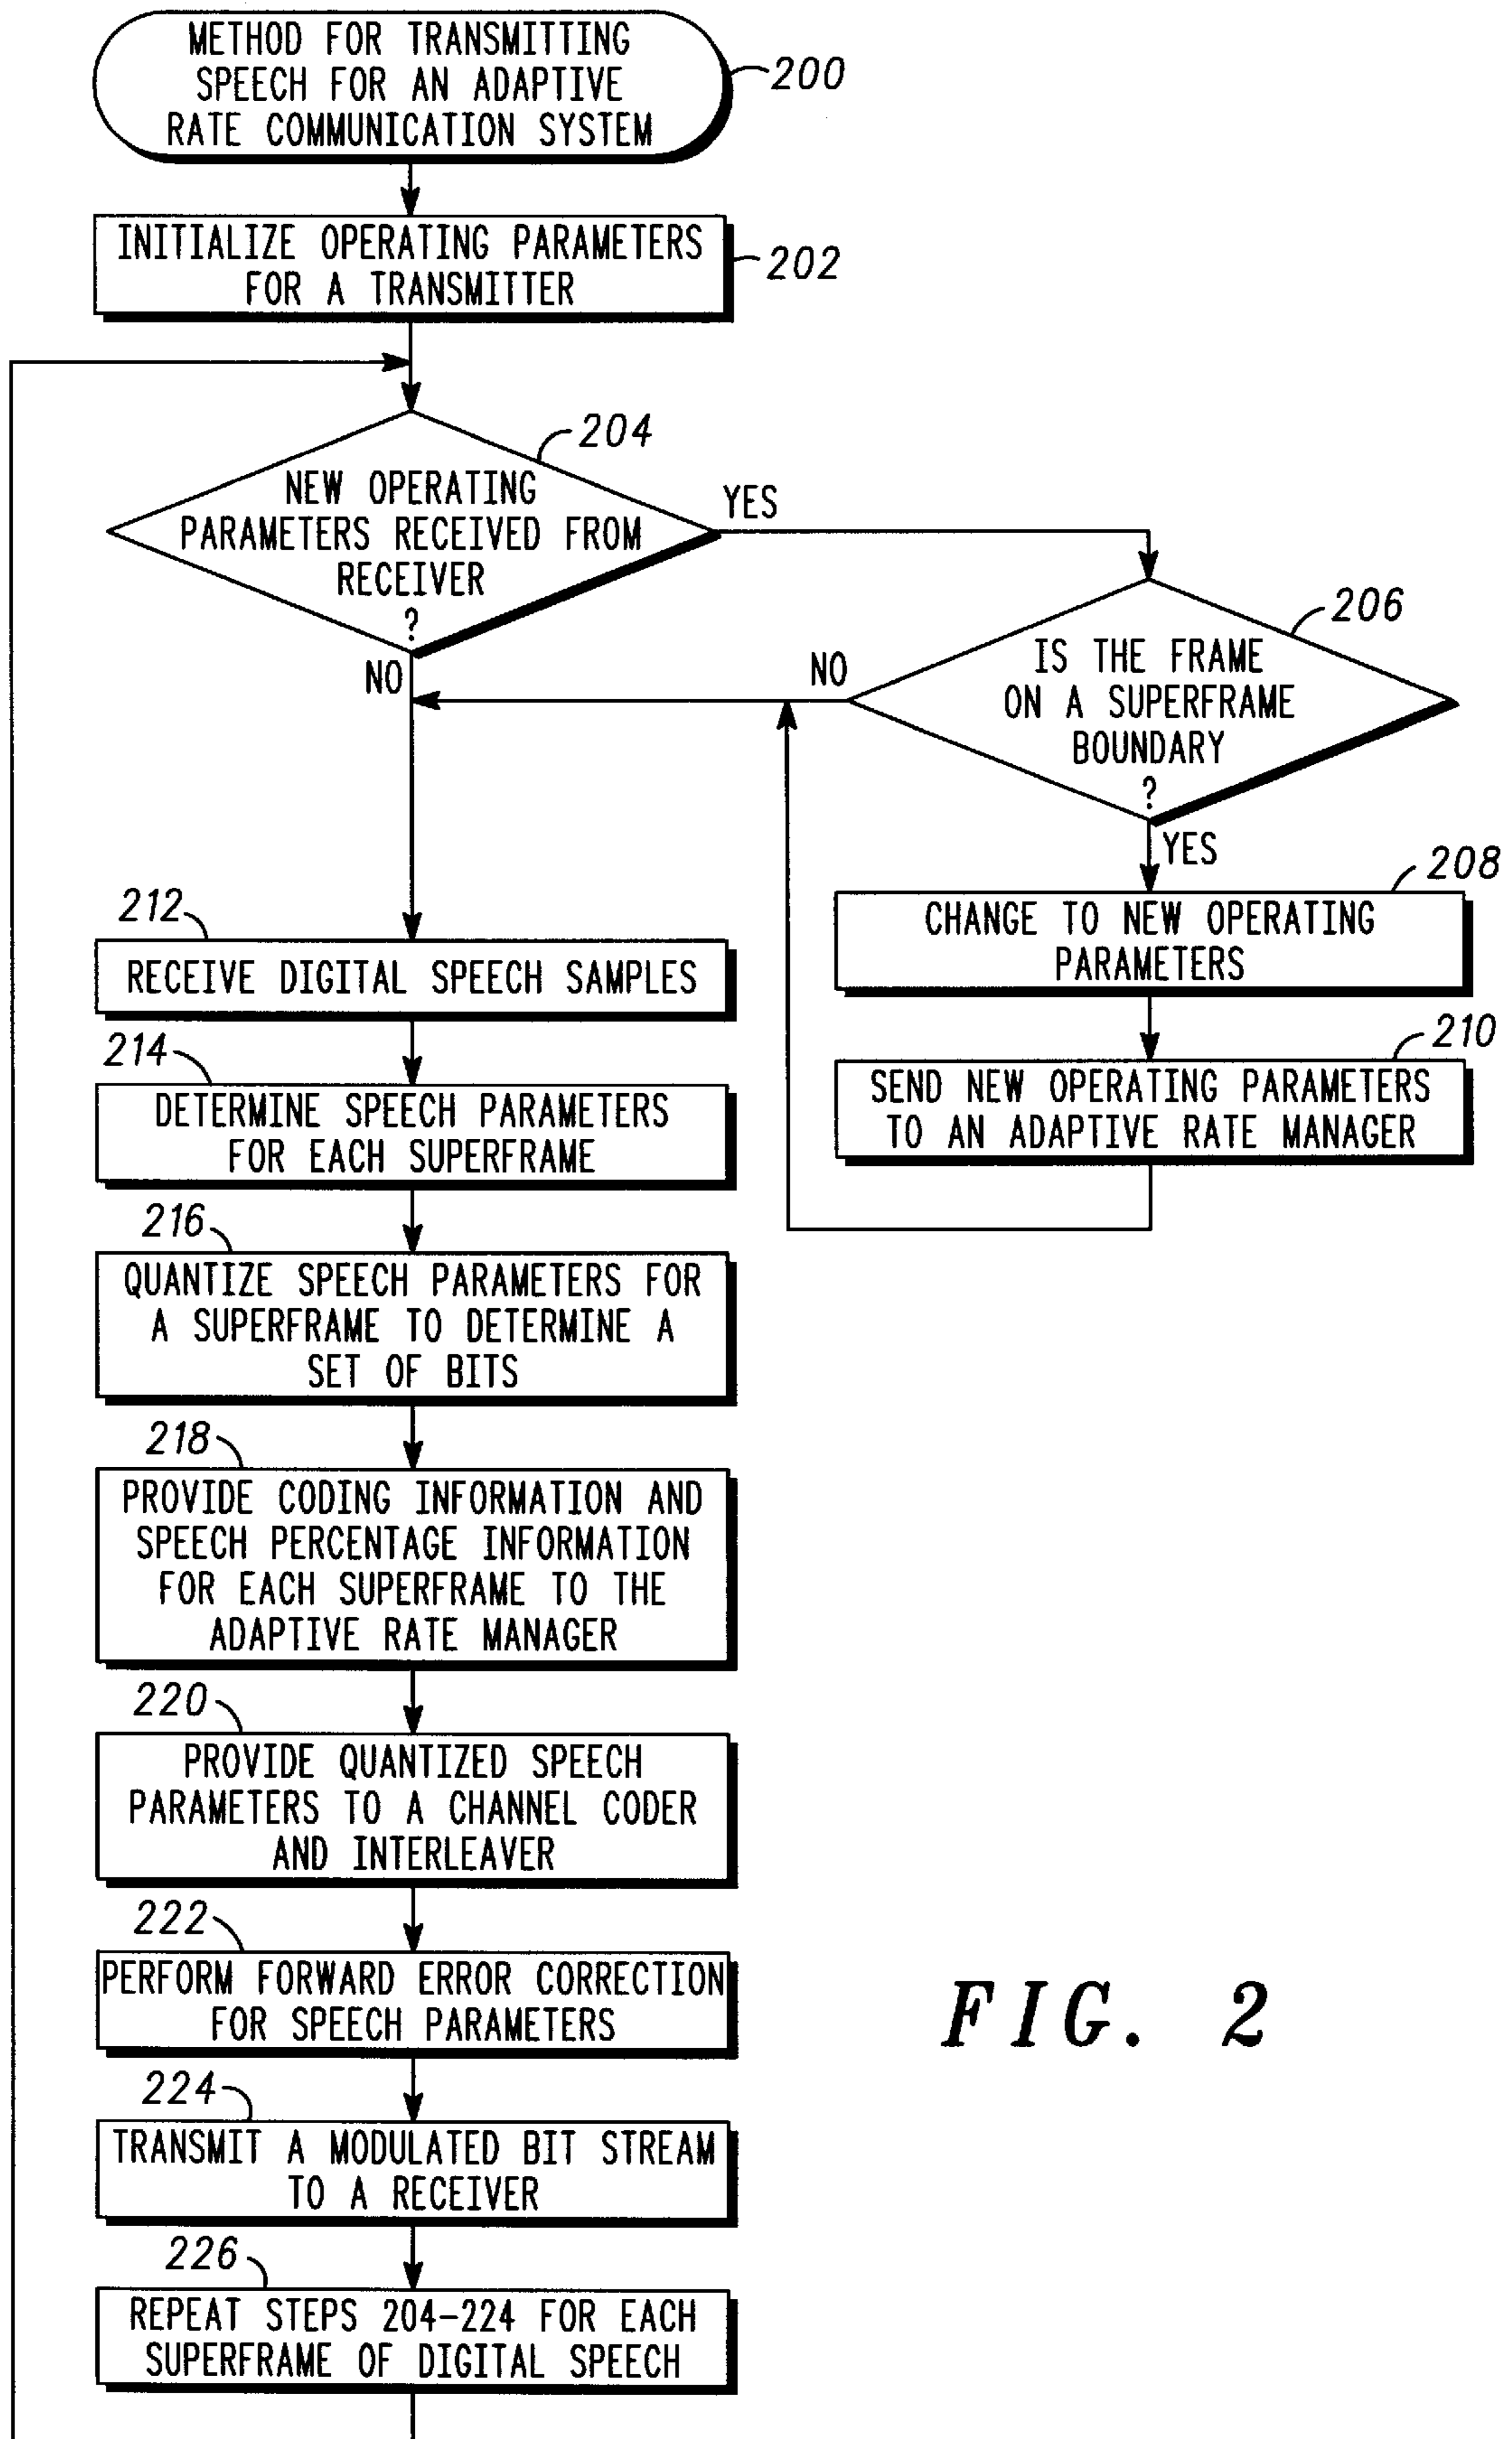 METHOD FOR TRANSMITTING
SPEECH FOR AN ADAPTIVE
RATE COMMUNICATION SYSTEM
200
INITIALIZE OPERATING PARAMETERS
FOR A TRANSMITTER
202
204
NEW OPERATING
PARAMETERS RECEIVED FROM
RECEIVER
?
YES
NO
206
IS THE FRAME
ON A SUPERFRAME
BOUNDARY
?
NO
YES
208
CHANGE TO NEW OPERATING
PARAMETERS
210
SEND NEW OPERATING PARAMETERS
TO AN ADAPTIVE RATE MANAGER
212
RECEIVE DIGITAL SPEECH SAMPLES
214
DETERMINE SPEECH PARAMETERS
FOR EACH SUPERFRAME
216
QUANTIZE SPEECH PARAMETERS FOR
A SUPERFRAME TO DETERMINE A
SET OF BITS
218
PROVIDE CODING INFORMATION AND
SPEECH PERCENTAGE INFORMATION
FOR EACH SUPERFRAME TO THE
ADAPTIVE RATE MANAGER
220
PROVIDE QUANTIZED SPEECH
PARAMETERS TO A CHANNEL CODER
AND INTERLEAVER
222
PERFORM FORWARD ERROR CORRECTION
FOR SPEECH PARAMETERS
224
TRANSMIT A MODULATED BIT STREAM
TO A RECEIVER
226
REPEAT STEPS 204-224 FOR EACH
SUPERFRAME OF DIGITAL SPEECH
FIG. 2